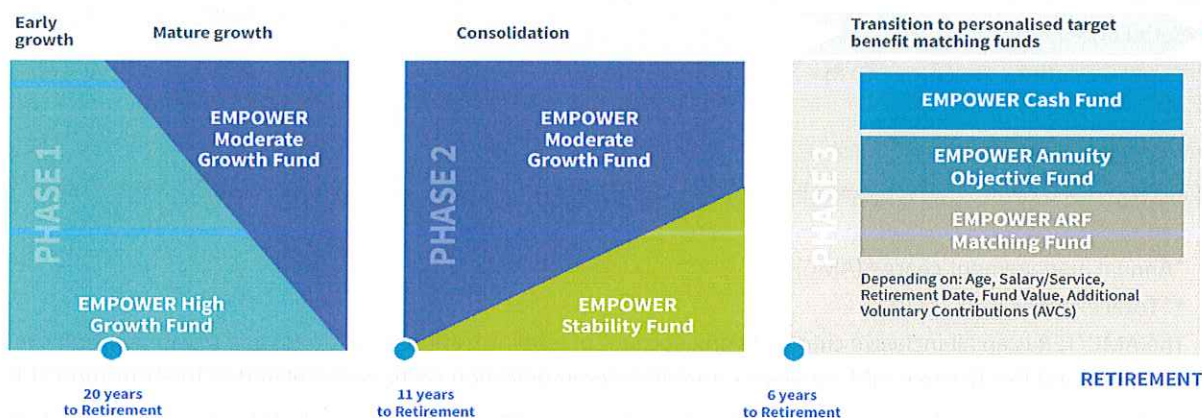 Early
growth
Mature growth
Consolidation
Transition to personalised target
benefit matching funds
PHASE 1
EMPOWER
Moderate
Growth Fund
EMPOWER High
Growth Fund
PHASE 2
EMPOWER
Moderate
Growth Fund
EMPOWER
Stability Fund
PHASE 3
EMPOWER Cash Fund
EMPOWER Annuity
Objective Fund
EMPOWER ARF
Matching Fund
Depending on: Age, Salary/Service,
Retirement Date, Fund Value, Additional
Voluntary Contributions (AVCs)
20 years
to Retirement
11 years
to Retirement
6 years
to Retirement
RETIREMENT